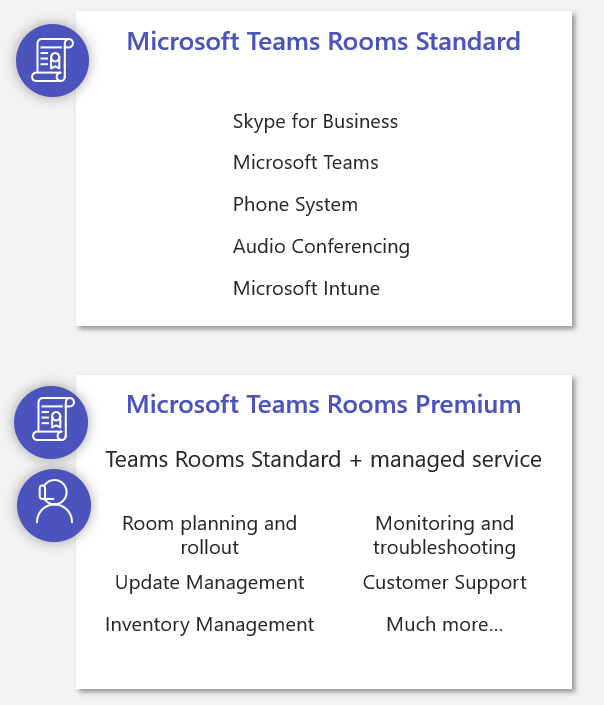 Microsoft Teams Rooms Standard
Skype for Business
Microsoft Teams
Phone System
Audio Conferencing
Microsoft Intune
Microsoft Teams Rooms Premium
Teams Rooms Standard + managed service
Room planning and
rollout
Monitoring and
troubleshooting
Update Management
Customer Support
Inventory Management
Much more...